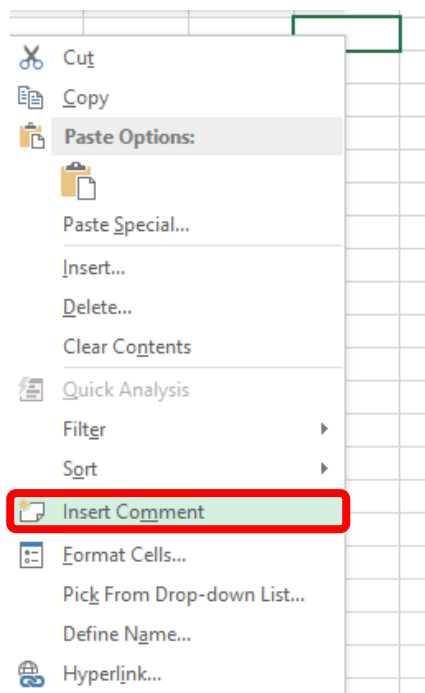 Cut
Copy
Paste Options:
Paste Special...
Insert...
Delete...
Clear Contents
Quick Analysis
Filter
Sort
Insert Comment
Format Cells...
Pick From Drop-down List...
Define Name...
Hyperlink...